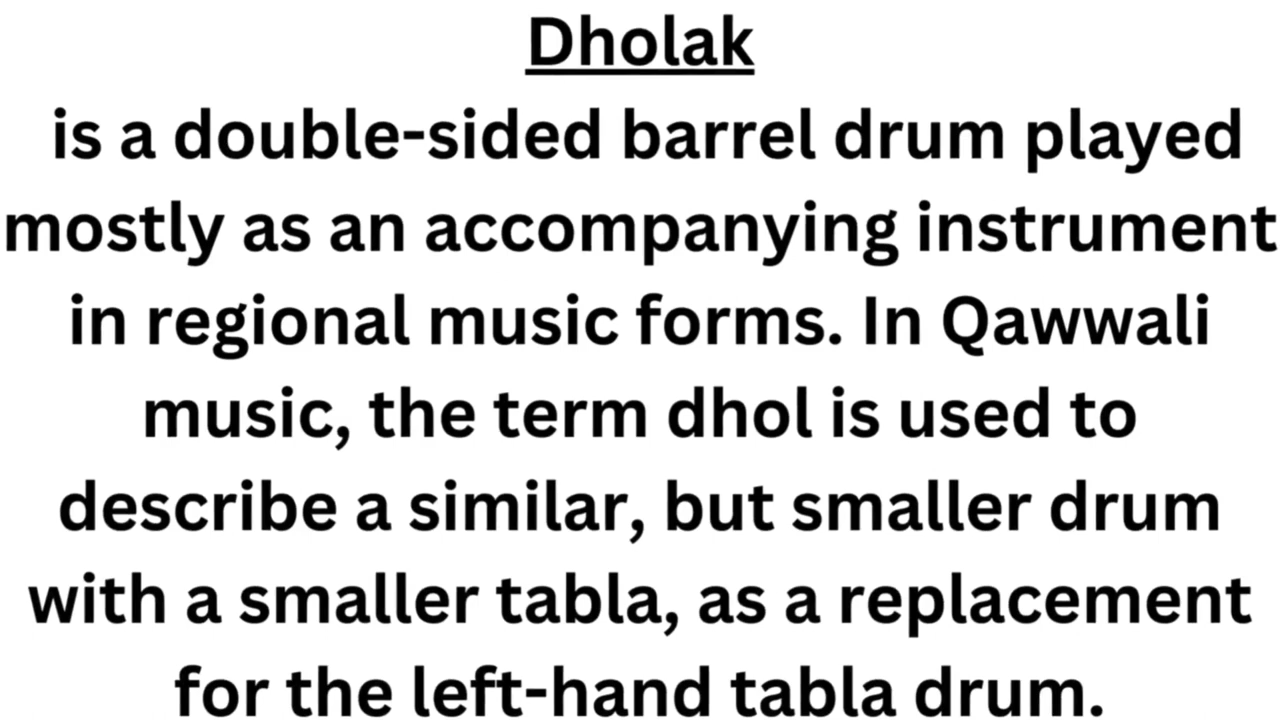 Dholak
is a double-sided barrel drum played
mostly as an accompanying instrument
in regional music forms. In Qawwali
music, the term dhol is used to
describe a similar, but smaller drum
with a smaller tabla, as a replacement
for the left-hand tabla drum.